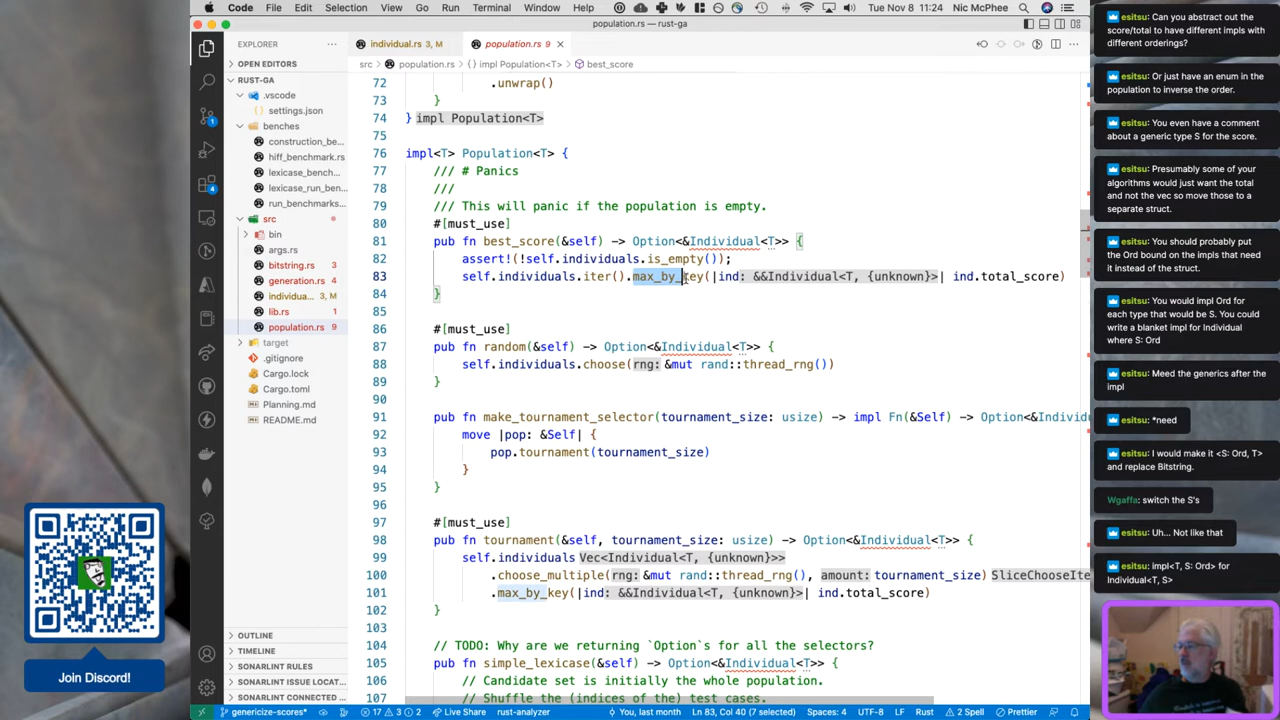 Code File Edit Selection View Go Run Terminal Window Help Tue Nov 8 11:24 Nic McPhee
population.rs — rust-ga
EXPLORER
OPEN EDITORS
RUST-GA
.vscode
settings.json
benches
construction_be...
hiff_benchmark.rs
lexicase_bench...
lexicase_run_ben...
run_benchmarks...
src
bin
args.rs
bitstring.rs 3
generation.rs 1
individua... 3, M
lib.rs 1
population.rs 9
target
.gitignore
Cargo.lock
Cargo.toml
Planning.md
README.md
OUTLINE
TIMELINE
SONARLINT RULES
SONARLINT ISSUE LOCAT...
SONARLINT CONNECTED ...
individual.rs 3, M population.rs 9
src > population.rs > {} impl Population<T> > best_score
72 .unwrap()
73 }
74 } impl Population<T>
75
76 impl<T> Population<T> {
77 /// # Panics
78 ///
79 /// This will panic if the population is empty.
80 #[must_use]
81 pub fn best_score(&self) -> Option<&Individual<T>> {
82 assert!(!self.individuals.is_empty());
83 self.individuals.iter().max_by_key(|ind: &&Individual<T, {unknown}>| ind.total_score)
84 }
85
86 #[must_use]
87 pub fn random(&self) -> Option<&Individual<T>> {
88 self.individuals.choose(rng: &mut rand::thread_rng())
89 }
90
91 pub fn make_tournament_selector(tournament_size: usize) -> impl Fn(&Self) -> Option<&Individu
92 move |pop: &Self| {
93 pop.tournament(tournament_size)
94 }
95 }
96
97 #[must_use]
98 pub fn tournament(&self, tournament_size: usize) -> Option<&Individual<T>> {
99 self.individuals Vec<Individual<T, {unknown}>>
100 .choose_multiple(rng: &mut rand::thread_rng(), amount: tournament_size) SliceChooseIte
101 .max_by_key(|ind: &&Individual<T, {unknown}>| ind.total_score)
102 }
103
104 // TODO: Why are we returning `Option`s for all the selectors?
105 pub fn simple_lexicase(&self) -> Option<&Individual<T>> {
106 // Candidate set is initially the whole population.
107 // Shuffle the (indices of the) test cases.
genericize-scores* 17 3 2 Live Share rust-analyzer You, last month Ln 83, Col 40 (7 selected) Spaces: 4 UTF-8 LF Rust 2 Spell Prettier
Join Discord!
esitsu: Can you abstract out the
score/total to have different impls with
different orderings?
esitsu: Or just have an enum in the
population to inverse the order.
esitsu: You even have a comment
about a generic type S for the score.
esitsu: Presumably some of your
algorithms would just want the total
and not the vec so move those to a
separate struct.
esitsu: You should probably put
the Ord bound on the impls that need
it instead of the struct.
esitsu: You would impl Ord for
each type that would be S. You could
write a blanket impl for Individual
where S: Ord
esitsu: Meed the generics after the
impl
esitsu: *need
esitsu: I would make it <S: Ord, T>
and replace Bitstring.
Wgaffa: switch the S's
esitsu: Uh... Not like that
esitsu: impl<T, S: Ord> for
Individual<T, S>